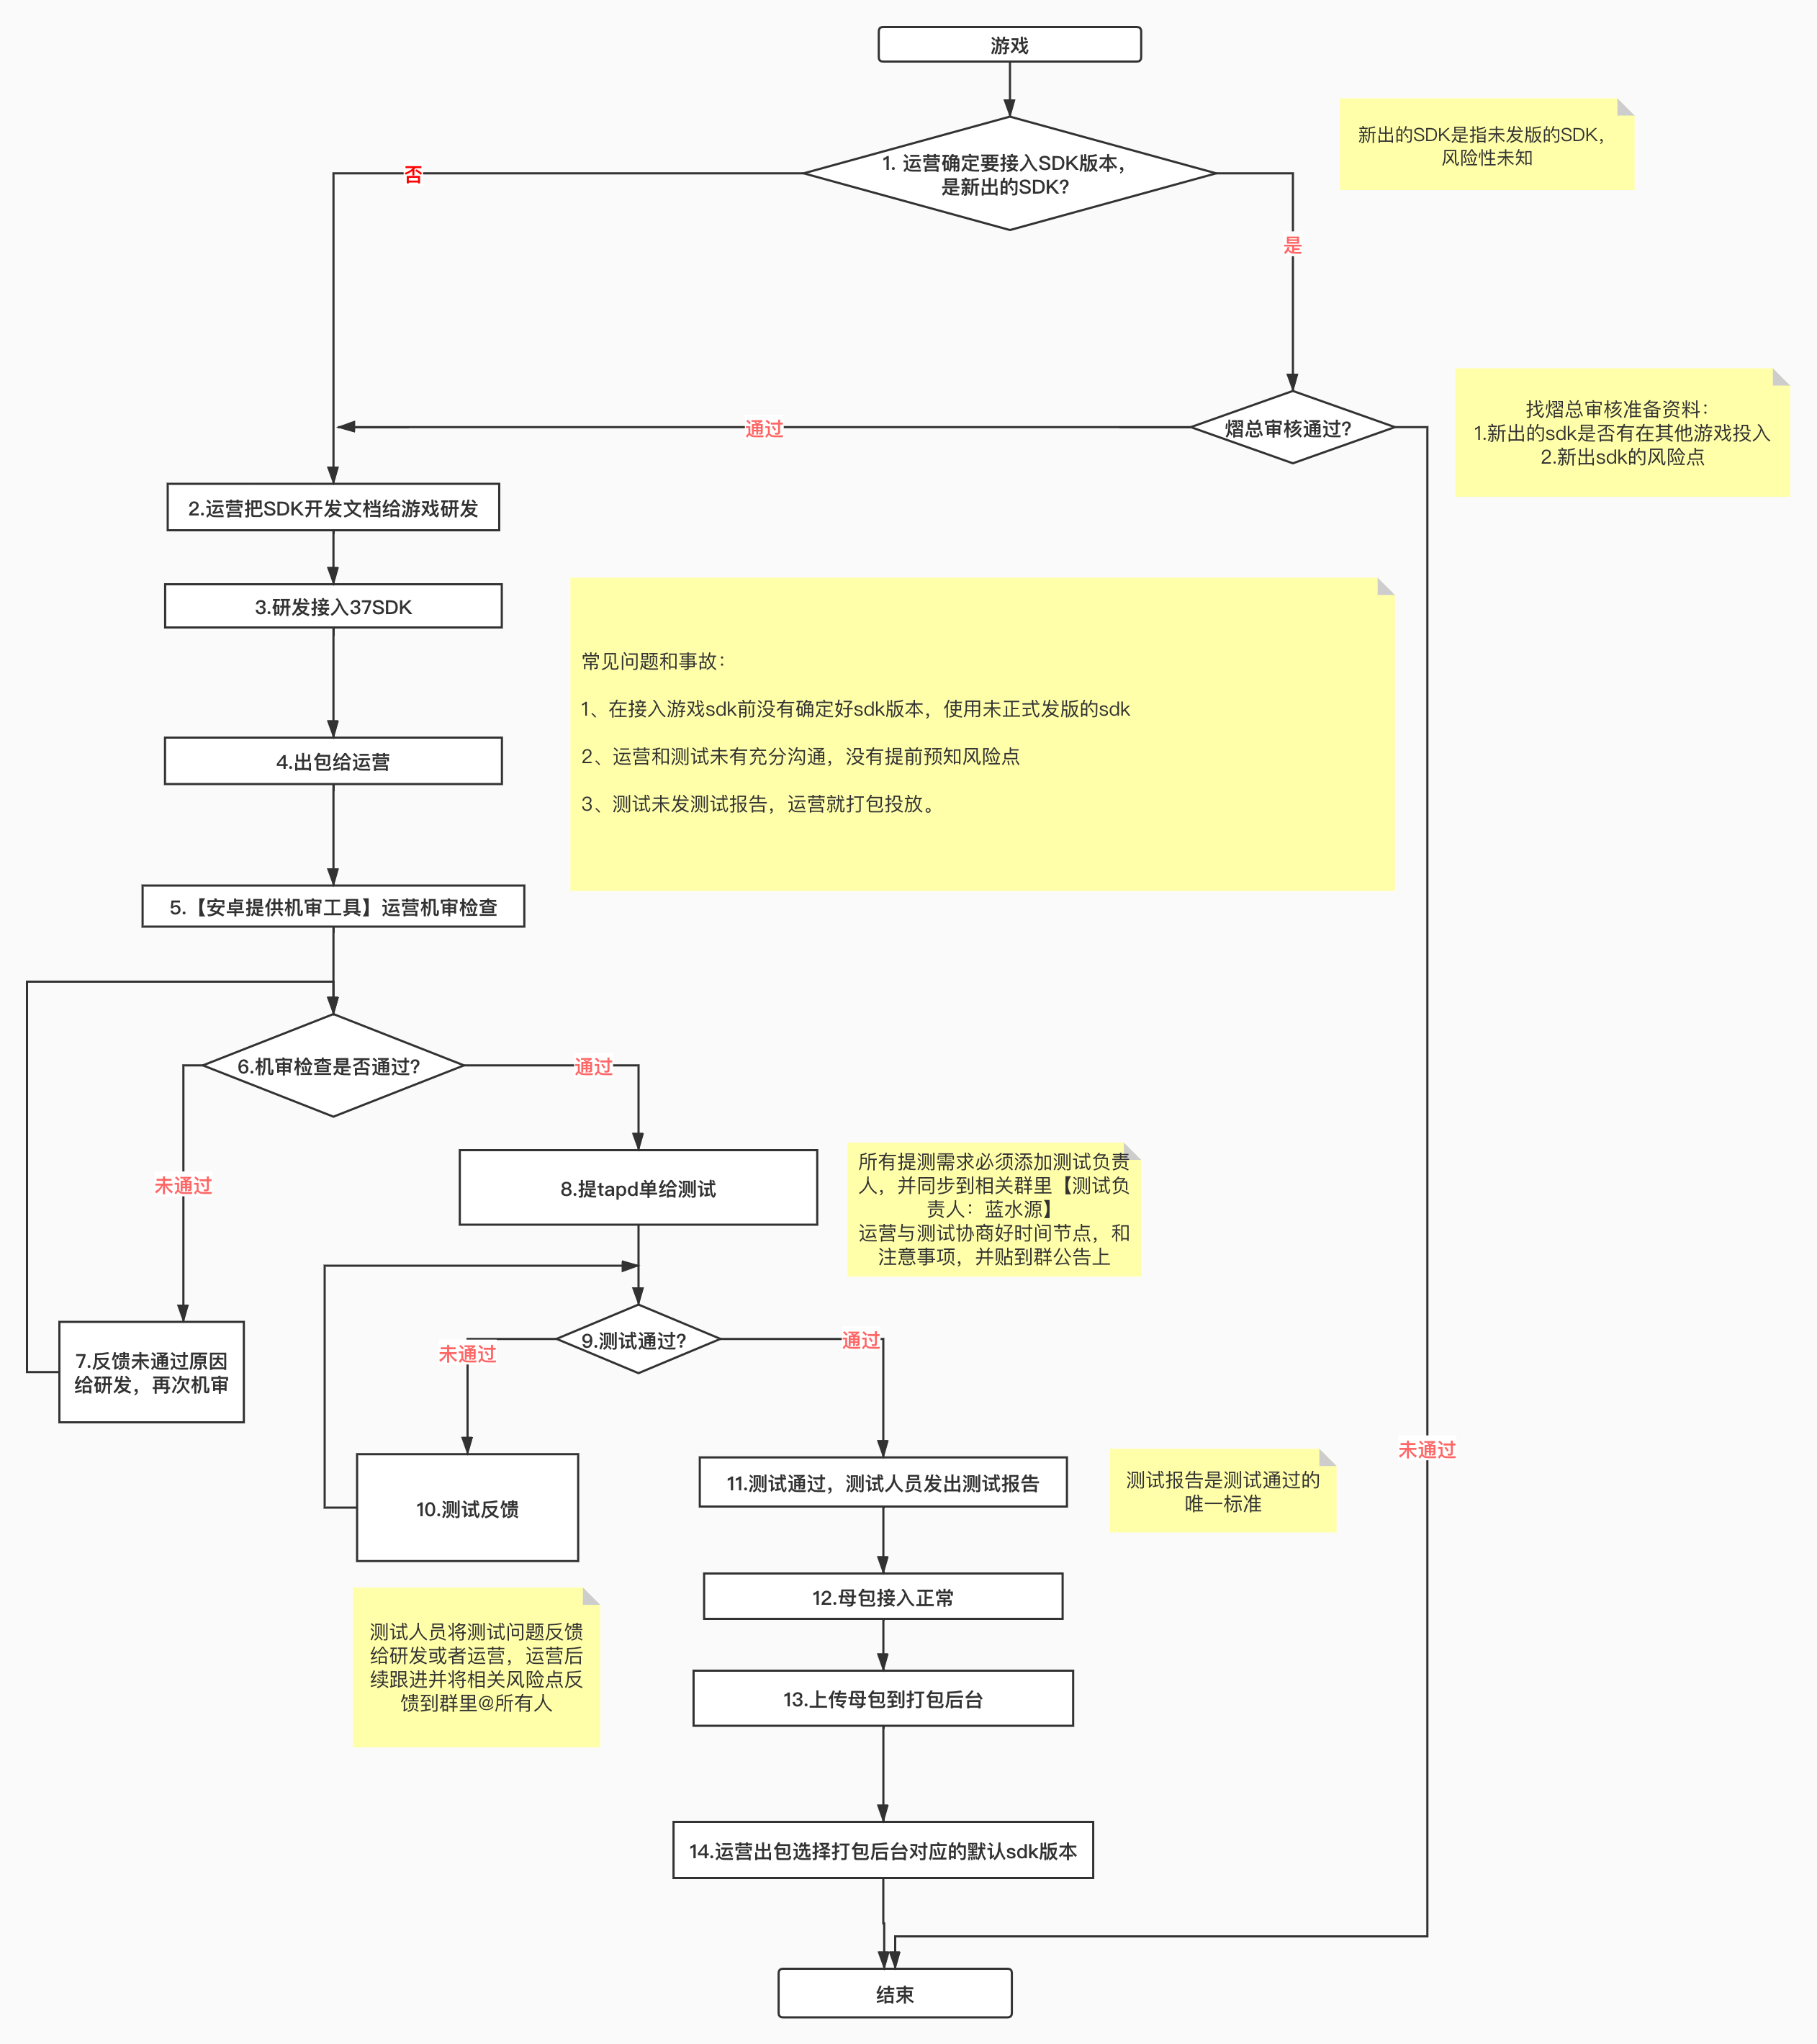 游戏
1. 运营确定要接入SDK版本，
是新出的SDK？
新出的SDK是指未发版的SDK，
风险性未知
否
是
通过
熠总审核通过？
找熠总审核准备资料：
1.新出的sdk是否有在其他游戏投入
2.新出sdk的风险点
2.运营把SDK开发文档给游戏研发
3.研发接入37SDK
常见问题和事故：
1、在接入游戏sdk前没有确定好sdk版本，使用未正式发版的sdk
2、运营和测试未有充分沟通，没有提前预知风险点
3、测试未发测试报告，运营就打包投放。
4.出包给运营
5.【安卓提供机审工具】运营机审检查
6.机审检查是否通过？
通过
未通过
7.反馈未通过原因
给研发，再次机审
8.提tapd单给测试
所有提测需求必须添加测试负责
人，并同步到相关群里【测试负
责人：蓝水源】
运营与测试协商好时间节点，和
注意事项，并贴到群公告上
9.测试通过？
未通过
通过
10.测试反馈
测试人员将测试问题反馈
给研发或者运营，运营后
续跟进并将相关风险点反
馈到群里@所有人
11.测试通过，测试人员发出测试报告
测试报告是测试通过的
唯一标准
未通过
12.母包接入正常
13.上传母包到打包后台
14.运营出包选择打包后台对应的默认sdk版本
结束